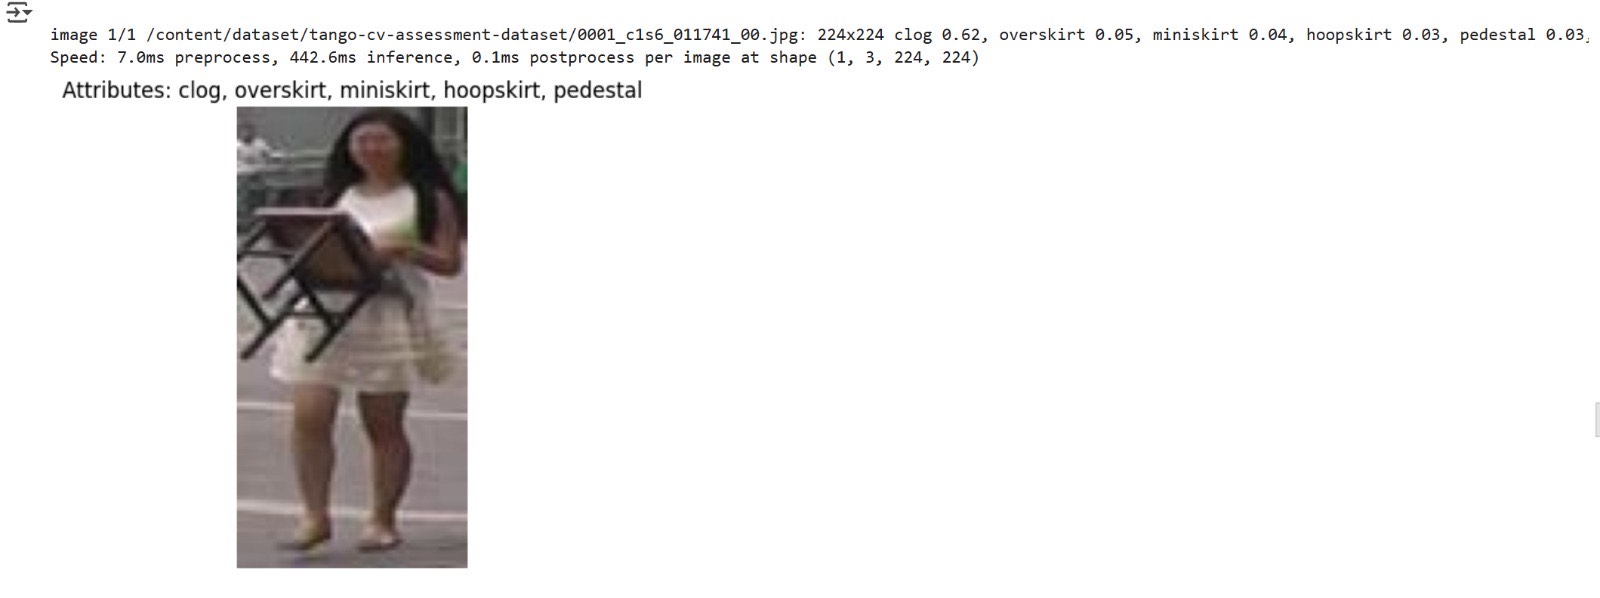 image 1/1 /content/dataset/tango-cv-assessment-dataset/0001_c1s6_011741_00.jpg: 224x224 clog 0.62, overskirt 0.05, miniskirt 0.04, hoopskirt 0.03, pedestal 0.03,
Speed: 7.0ms preprocess, 442.6ms inference, 0.1ms postprocess per image at shape (1, 3, 224, 224)
Attributes: clog, overskirt, miniskirt, hoopskirt, pedestal